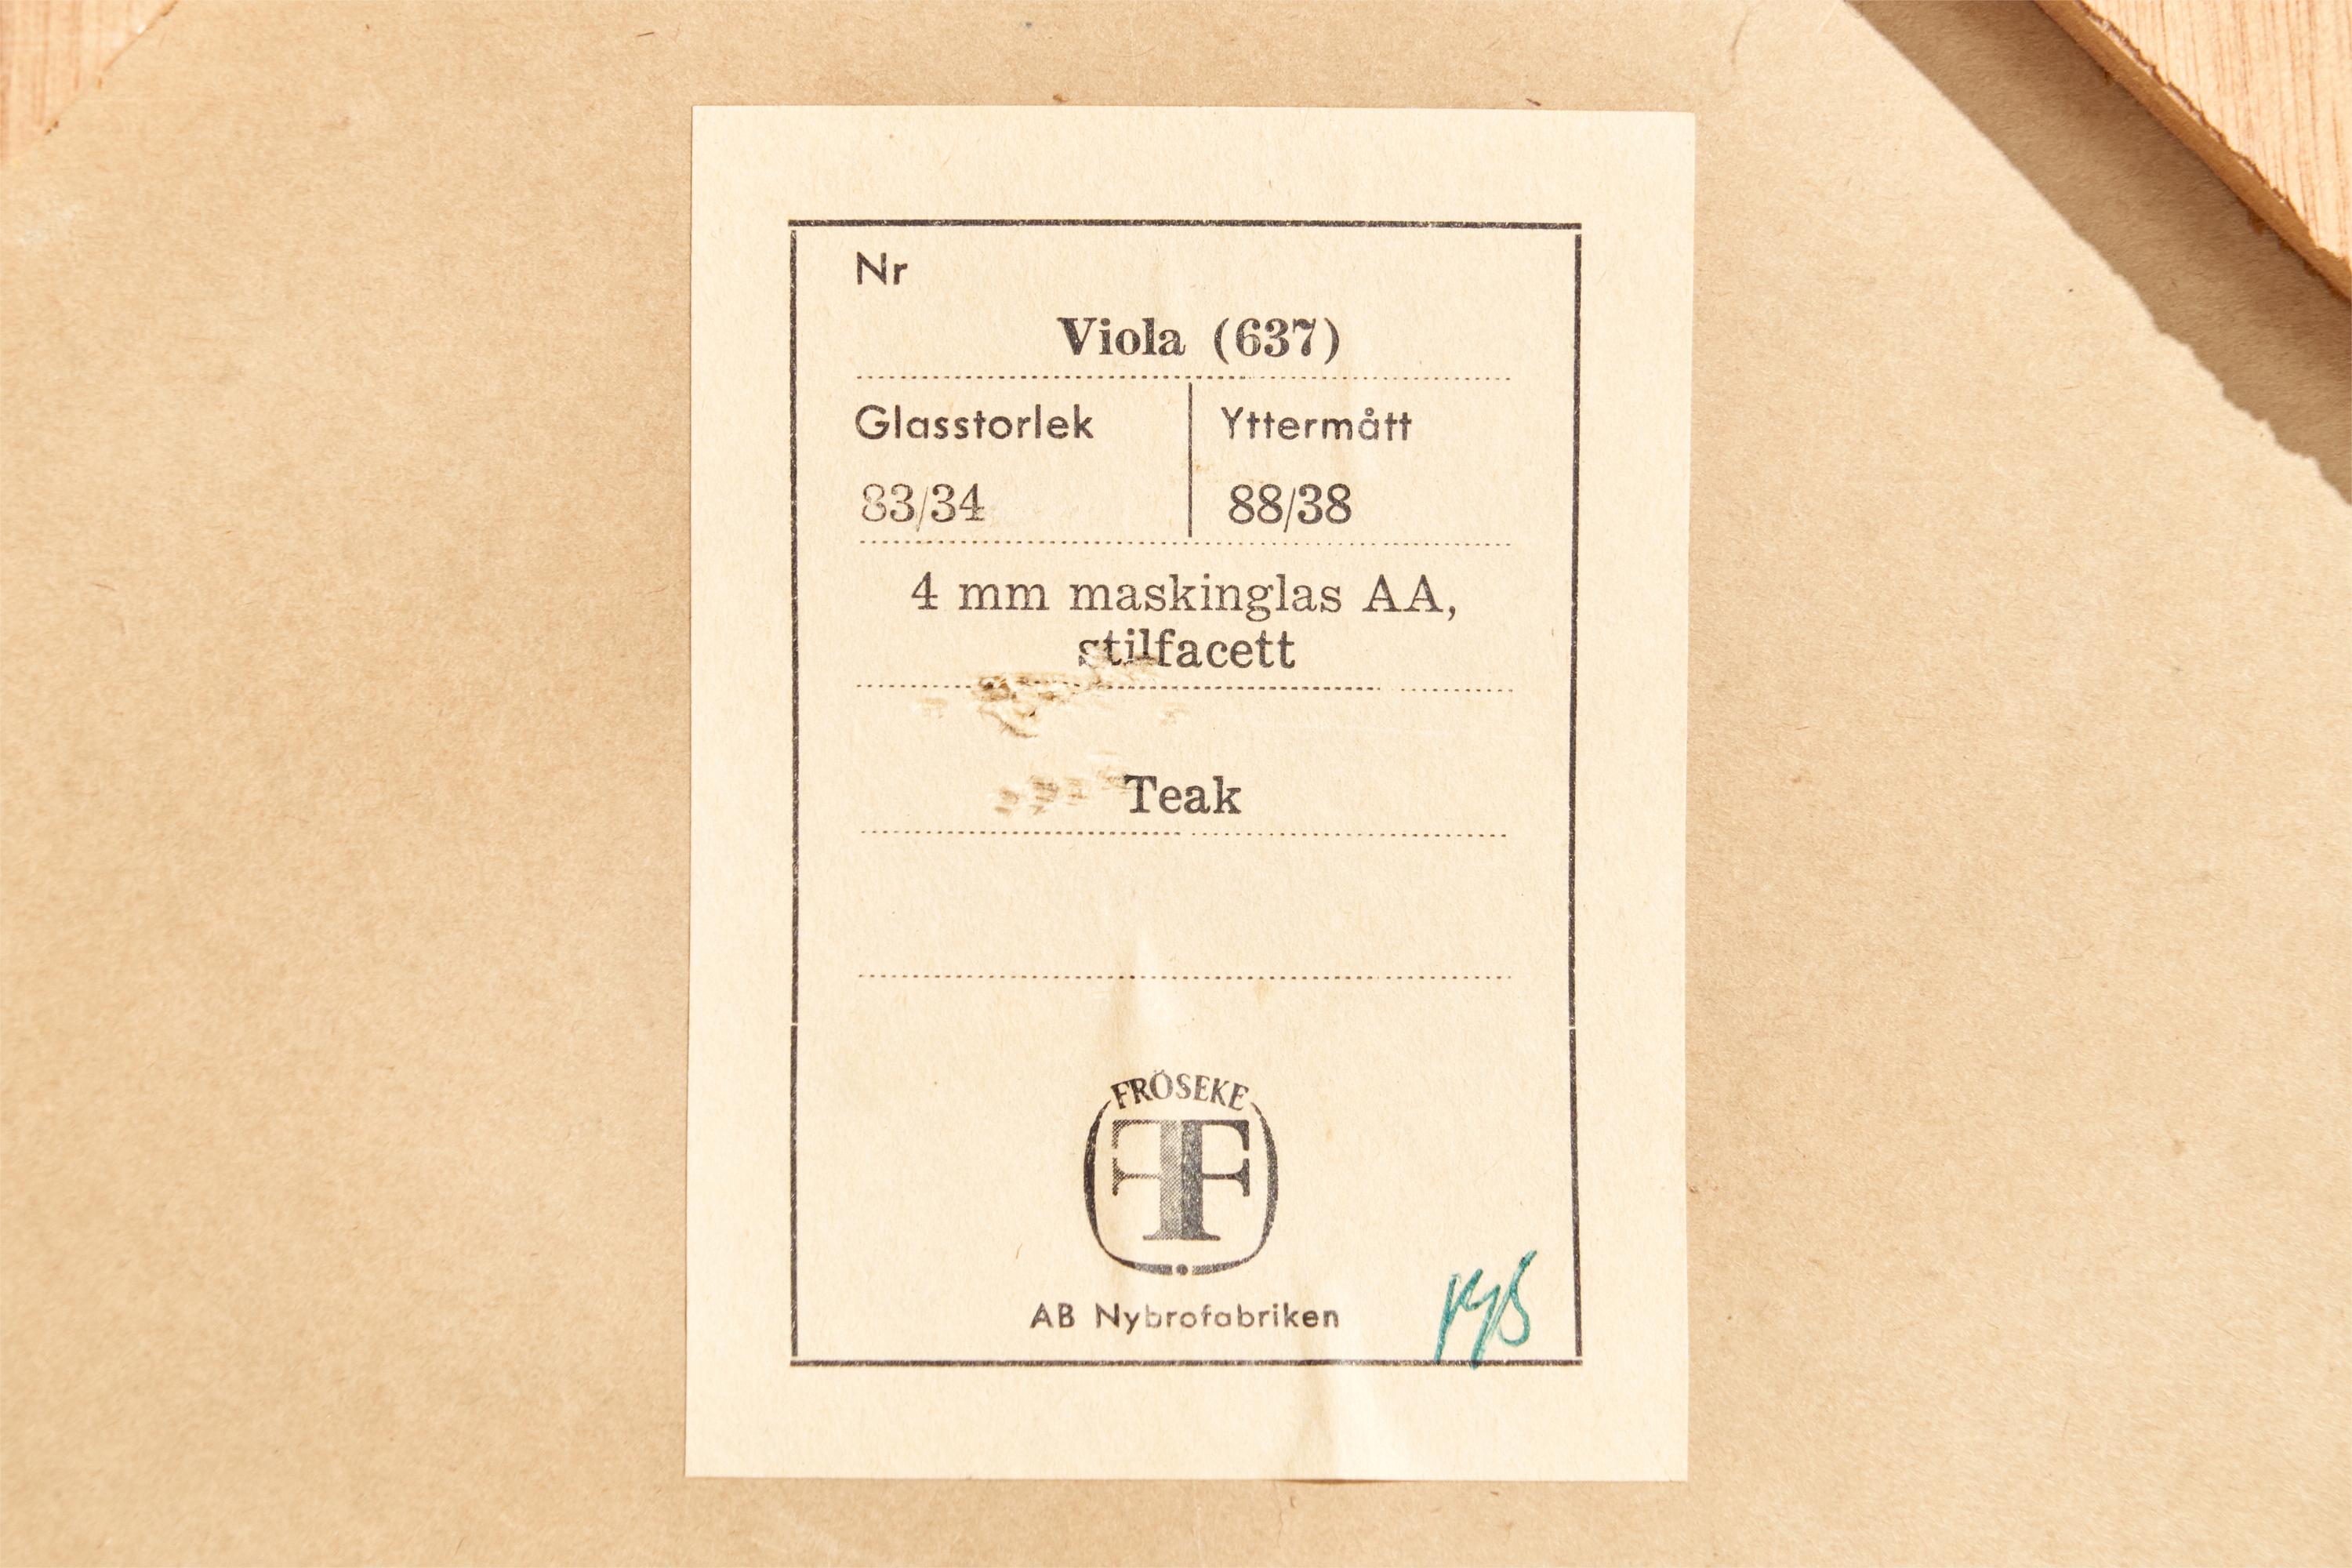 Nr
Viola (637)
Glasstorlek
Yttermått
83/34
88/38
4 mm maskinglas AA,
stilfacett
Teak
FRÖSEKE
FF
AB Nybrofabriken